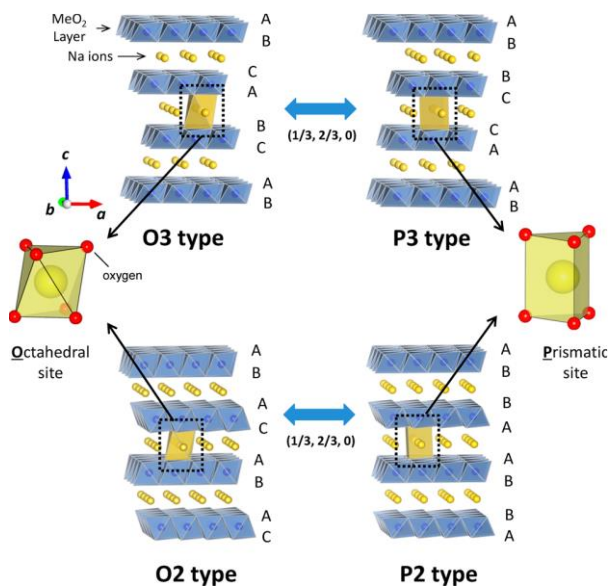 MeO₂
Layer
Na ions
A
B
C
A
B
C
A
B
(1/3, 2/3, 0)
A
B
B
C
C
A
A
B
c
b
a
O3 type
P3 type
oxygen
Octahedral
site
Prismatic
site
A
B
A
C
A
B
A
C
(1/3, 2/3, 0)
A
B
B
A
A
B
B
A
O2 type
P2 type